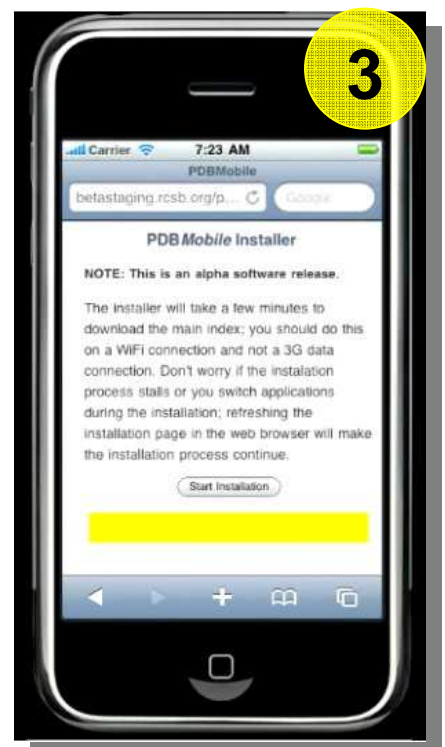 3
Carrier 7:23 AM
PDBMobile
betastaging.rcsb.org/p... Google
PDBMobile Installer
NOTE: This is an alpha software release.
The installer will take a few minutes to
download the main index; you should do this
on a WiFi connection and not a 3G data
connection. Don't worry if the instalation
process stalls or you switch applications
during the installation; refreshing the
installation page in the web browser will make
the installation process continue.
Start Installation